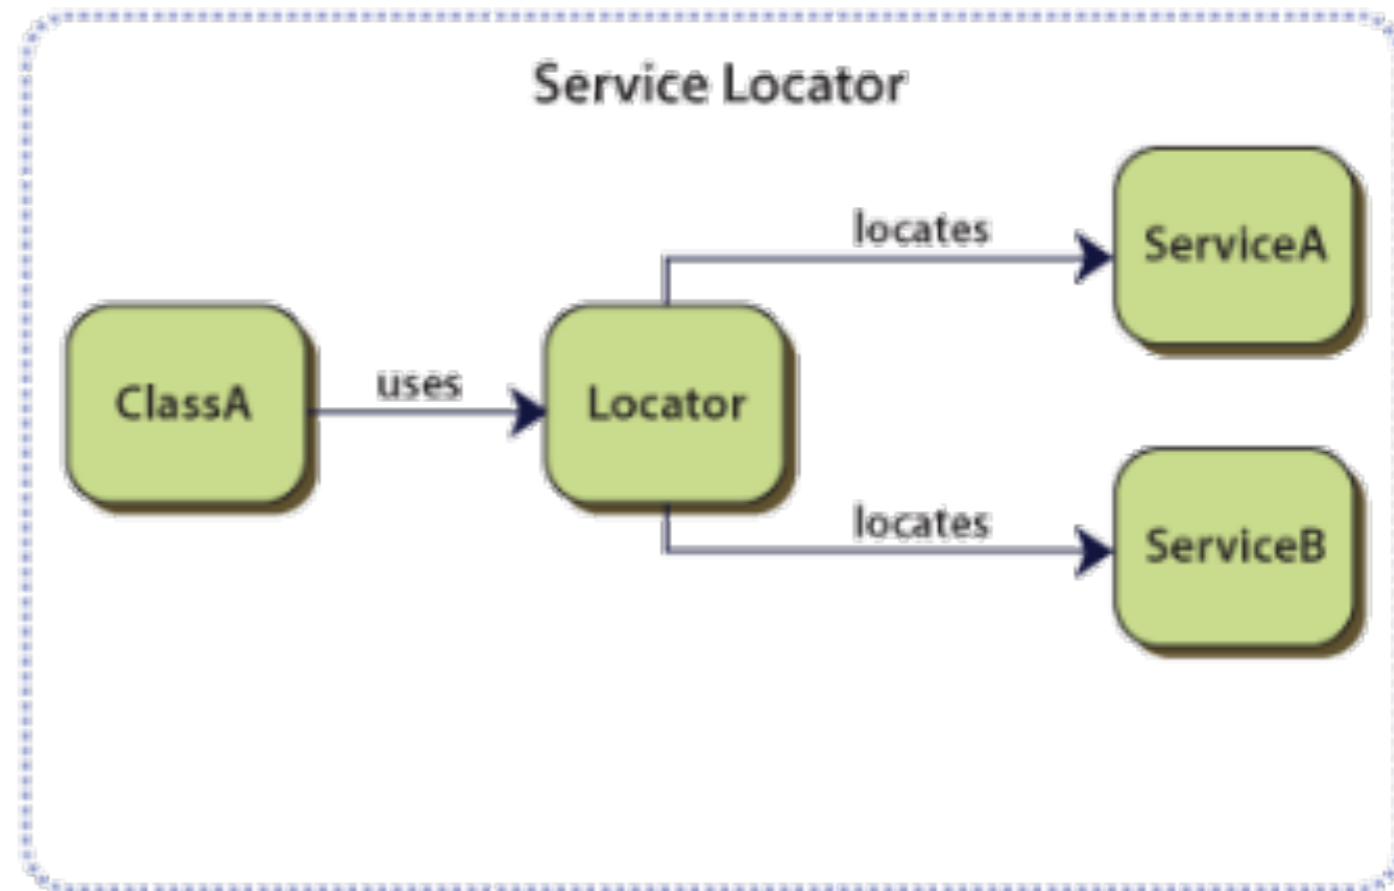 Service Locator
locates
ServiceA
uses
ClassA
Locator
locates
ServiceB